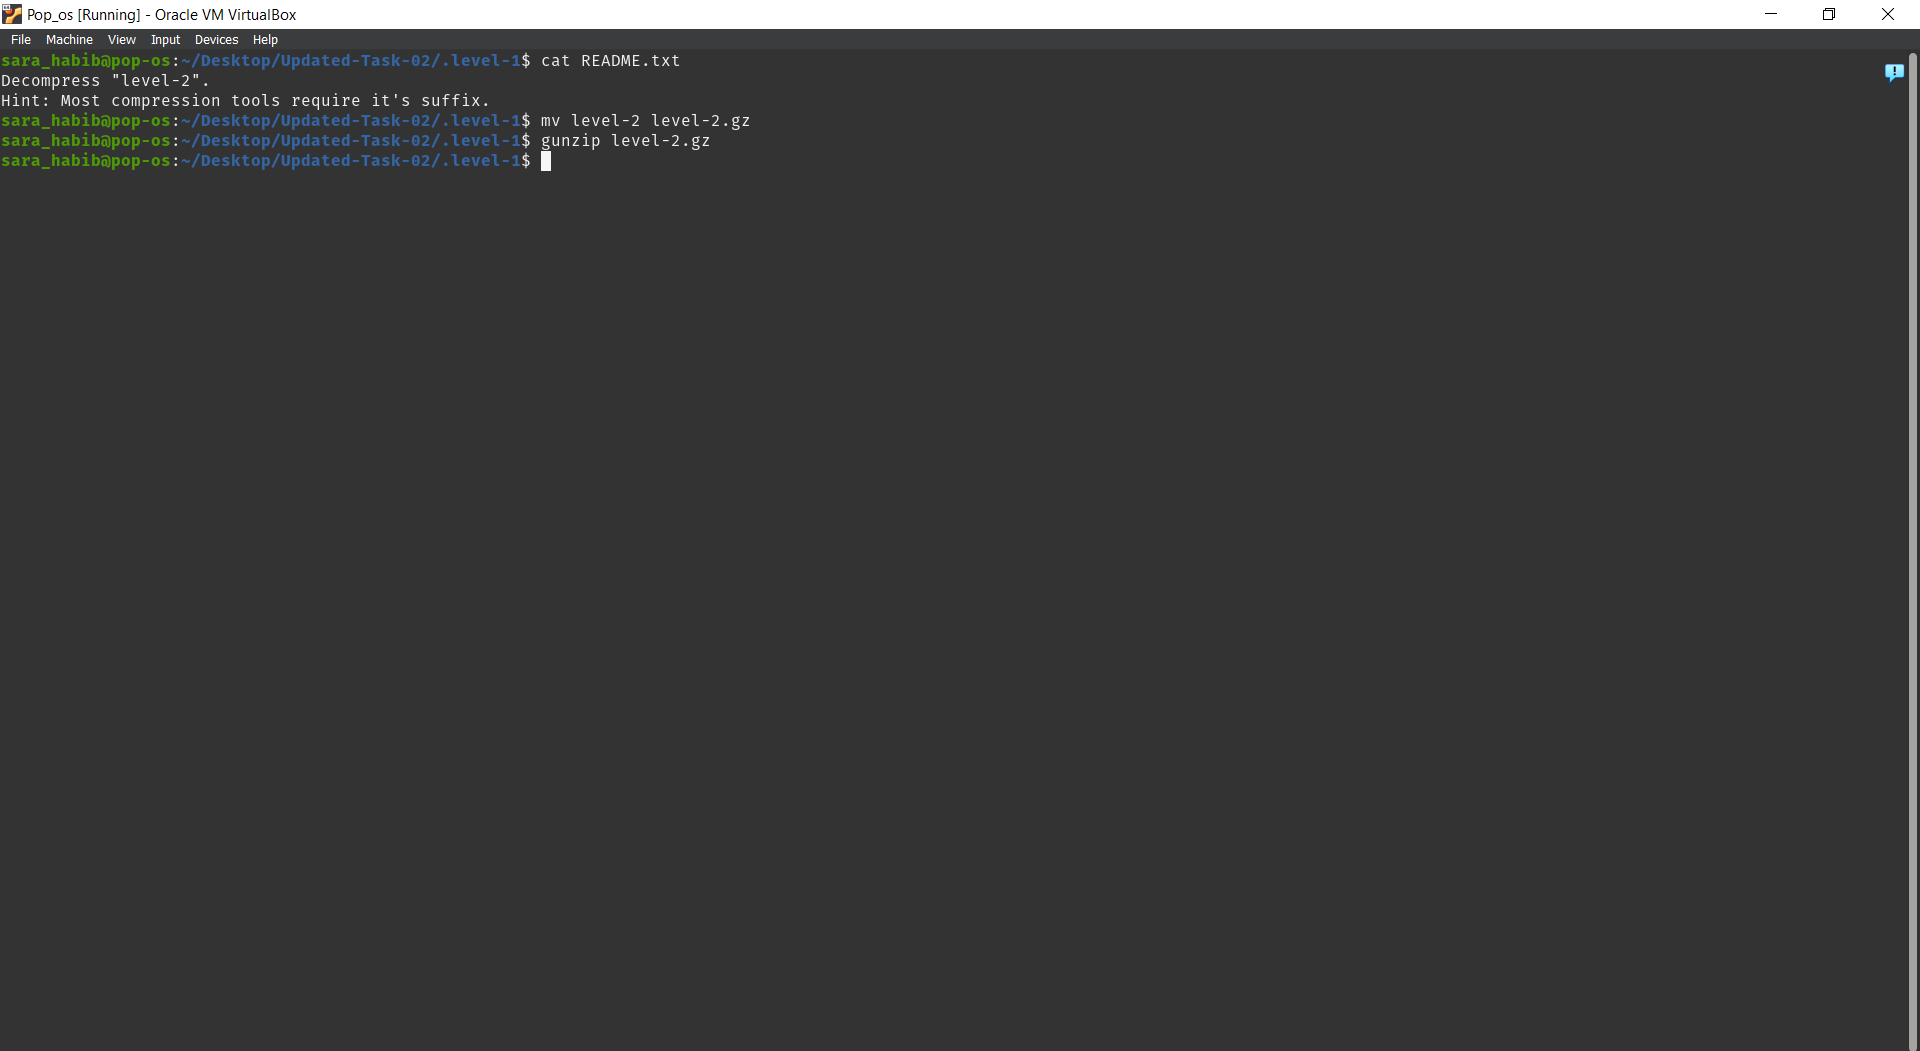 Pop_os [Running] - Oracle VM VirtualBox
File Machine View Input Devices Help
sara_habib@pop-os:~/Desktop/Updated-Task-02/.level-1$ cat README.txt
Decompress "level-2".
Hint: Most compression tools require it's suffix.
sara_habib@pop-os:~/Desktop/Updated-Task-02/.level-1$ mv level-2 level-2.gz
sara_habib@pop-os:~/Desktop/Updated-Task-02/.level-1$ gunzip level-2.gz
sara_habib@pop-os:~/Desktop/Updated-Task-02/.level-1$